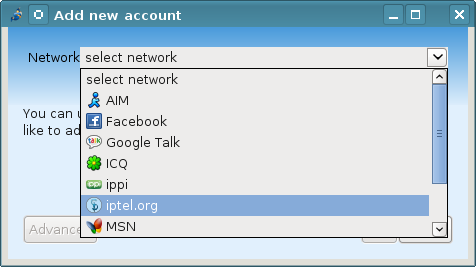 Add new account
Network select network
select network
AIM
Facebook
Google Talk
ICQ
ippi
iptel.org
MSN
You can
like to
Advance